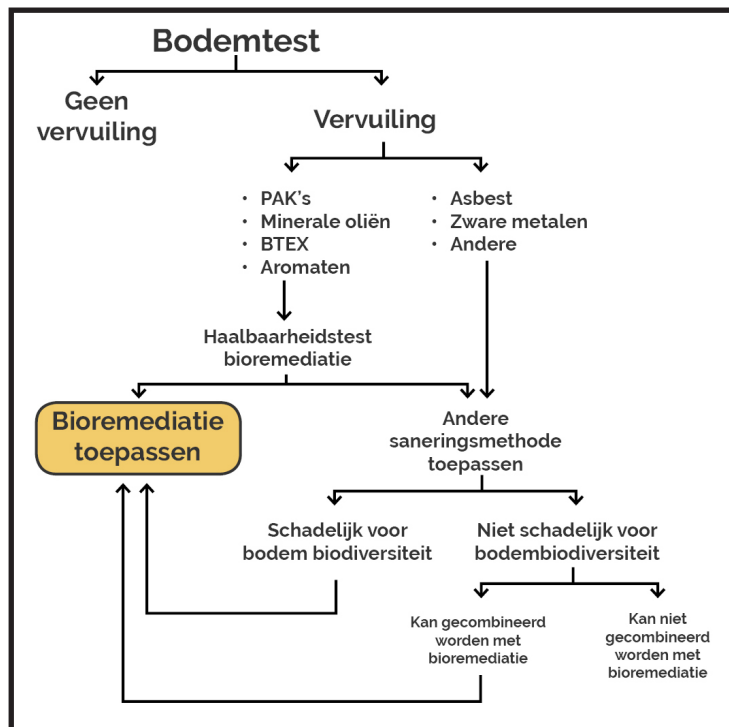 Bodemtest
Geen
vervuiling
Vervuiling
• PAK's
• Minerale oliën
• BTEX
• Aromaten
• Asbest
• Zware metalen
• Andere
Haalbaarheidstest
bioremediatie
Bioremediatie
toepassen
Andere
saneringsmethode
toepassen
Schadelijk voor
bodem biodiversiteit
Niet schadelijk voor
bodembiodiversiteit
Kan gecombineerd
worden met
bioremediatie
Kan niet
gecombineerd
worden met
bioremediatie